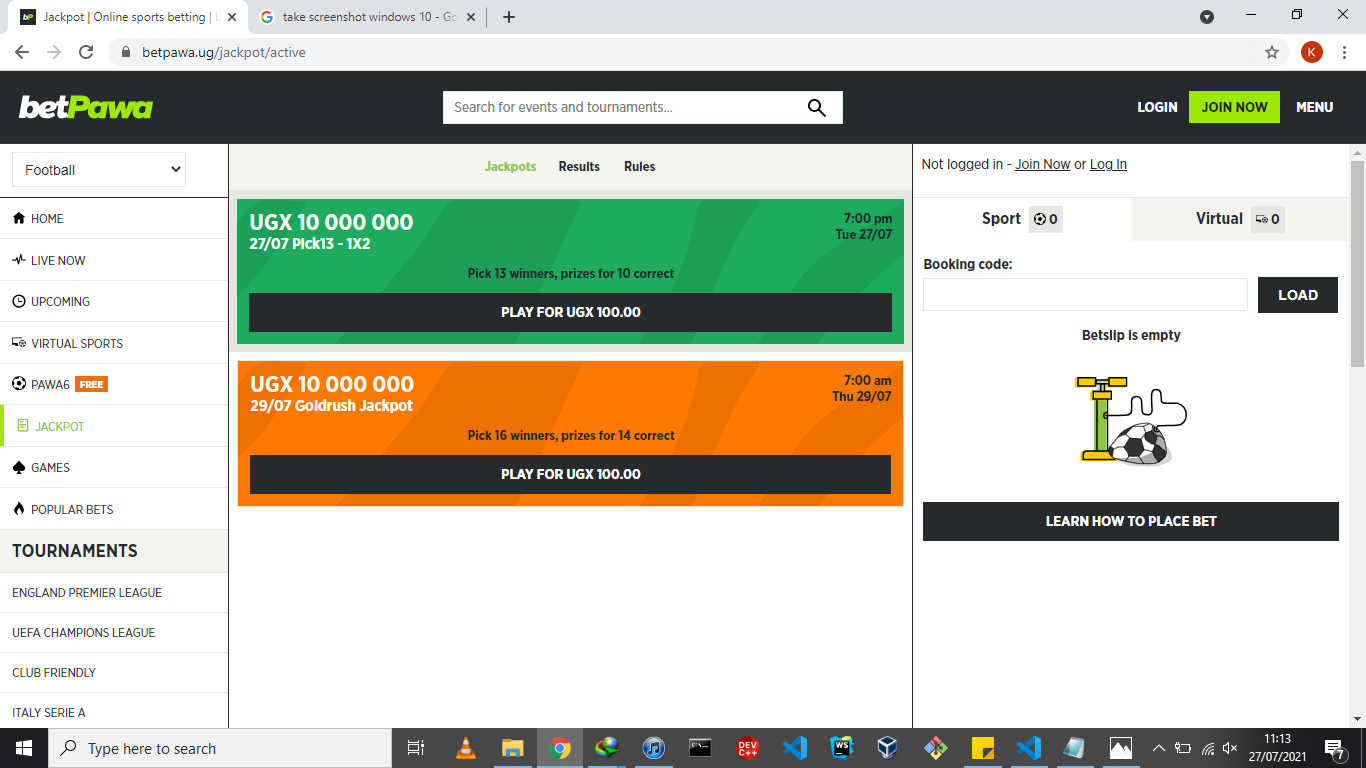 Jackpot | Online sports betting |
take screenshot windows 10 - Go
betpawa.ug/jackpot/active
K
betPawa
Search for events and tournaments...
LOGIN
JOIN NOW
MENU
Football
HOME
LIVE NOW
UPCOMING
VIRTUAL SPORTS
PAWA6 FREE
JACKPOT
GAMES
POPULAR BETS
TOURNAMENTS
ENGLAND PREMIER LEAGUE
UEFA CHAMPIONS LEAGUE
CLUB FRIENDLY
ITALY SERIE A
Jackpots Results Rules
UGX 10 000 000
7:00 pm
27/07 Pick13 - 1X2
Tue 27/07
Pick 13 winners, prizes for 10 correct
PLAY FOR UGX 100.00
UGX 10 000 000
7:00 am
29/07 Goldrush Jackpot
Thu 29/07
Pick 16 winners, prizes for 14 correct
PLAY FOR UGX 100.00
Not logged in - Join Now or Log In
Sport 0
Virtual 0
Booking code:
LOAD
Betslip is empty
LEARN HOW TO PLACE BET
Type here to search
DEV
C++
WS
11:13
27/07/2021
7